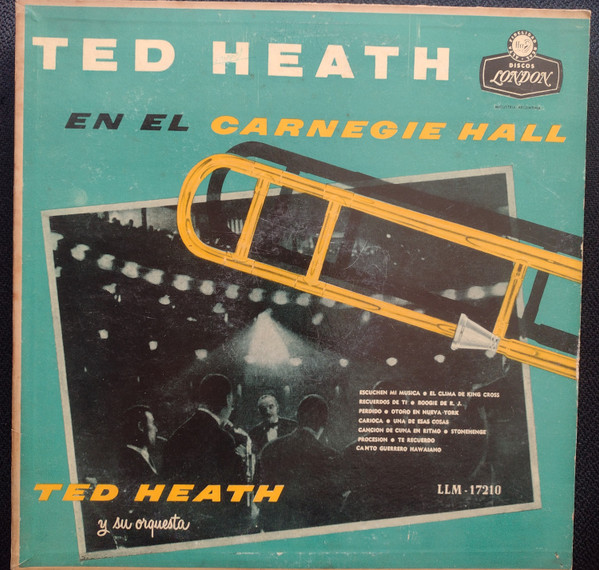 TED HEATH
DISCOS
LONDON
EN EL CARNEGIE HALL
ESCUCHEN MI MUSICA • EL CLIMA DE KING CROSS
RECUERDOS DE TI • BOOGIE DE B. J.
PERDIDO • OTOÑO EN NUEVA-YORK
CARIOCA • UNA DE ESAS COSAS
CANCION DE CUNA EN RITMO • STONEHENGE
PROCESION • TE RECUERDO
CANTO GUERRERO HAWAIANO
TED HEATH
y su orquesta
LLM-17210